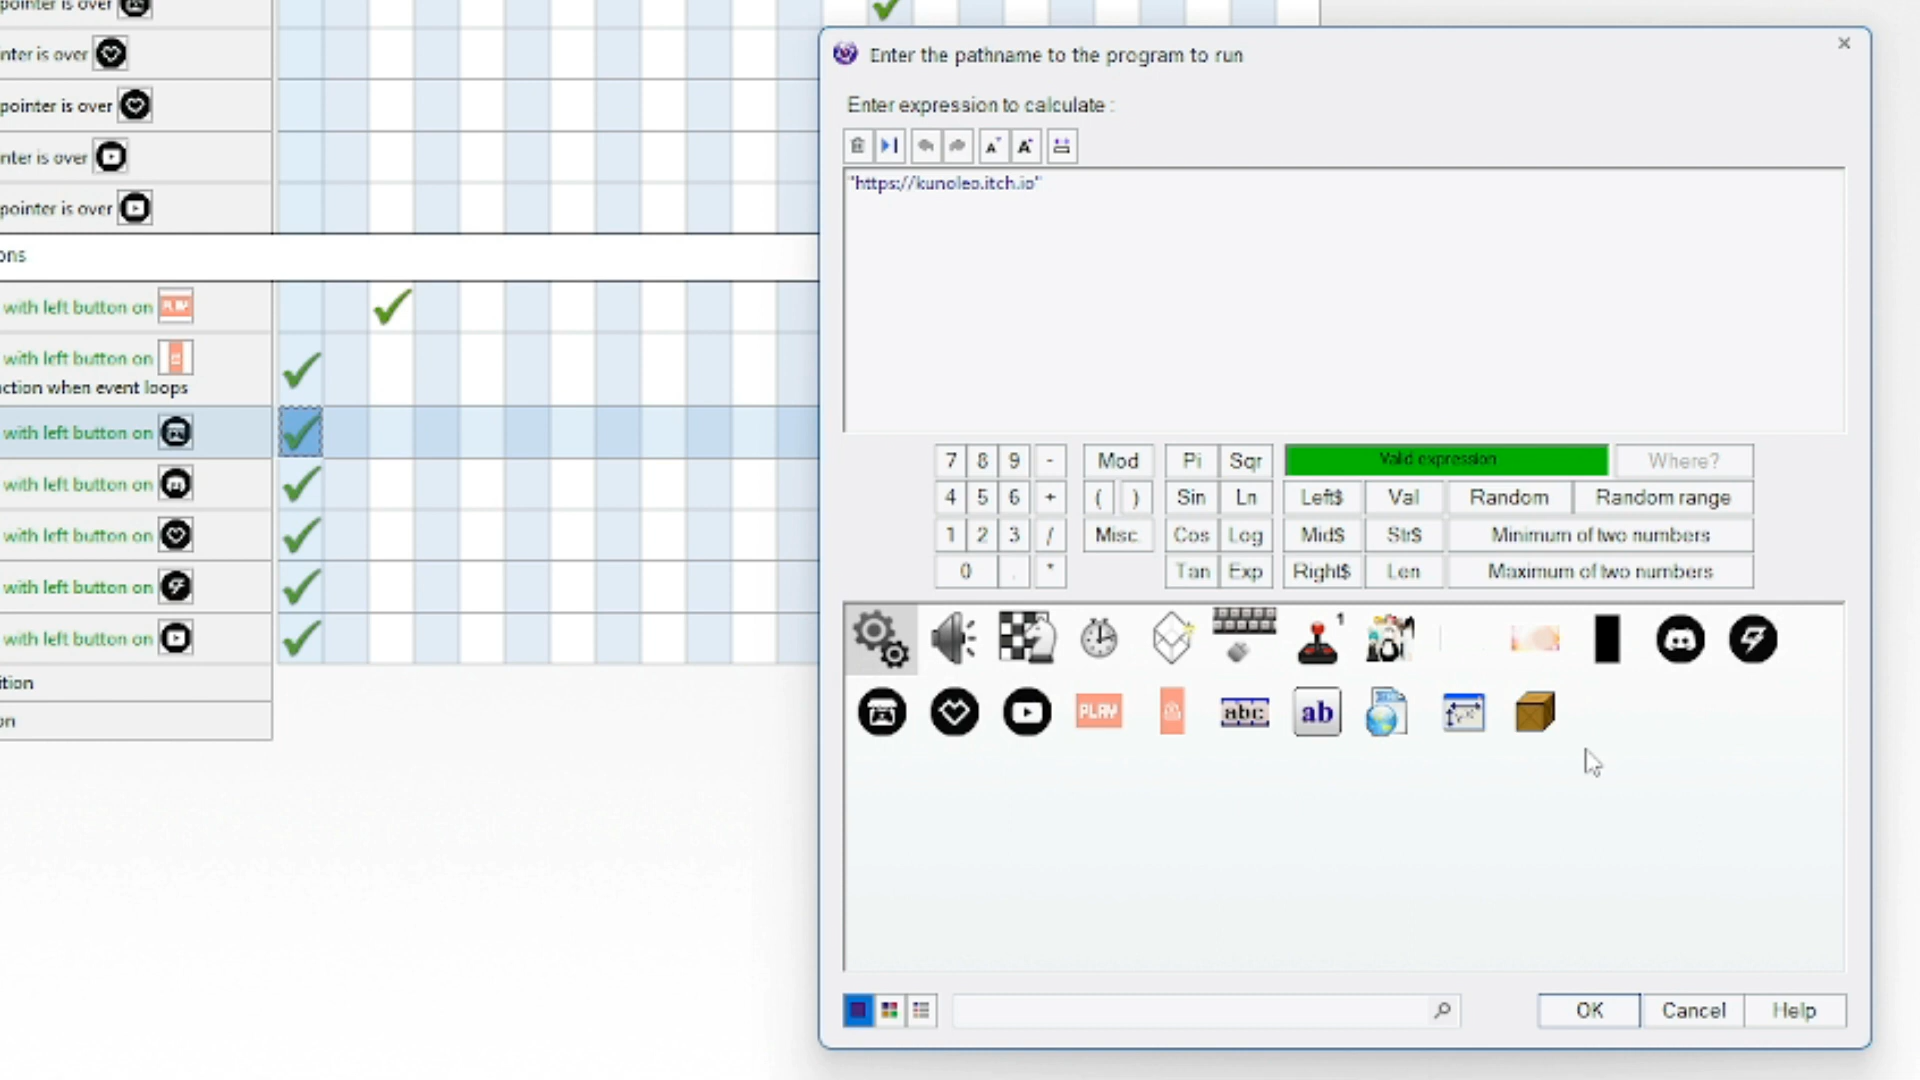 pointer is over
nter is over
pointer is over
nter is over
pointer is over
ons
with left button on PLAY
with left button on
ction when event loops
with left button on
with left button on
with left button on
with left button on
with left button on
ition
on
Enter the pathname to the program to run
Enter expression to calculate :
"https://kunoleo.itch.io"
7 8 9 - Mod Pi Sqr Valid expression Where?
4 5 6 + ( ) Sin Ln Left$ Val Random Random range
1 2 3 / Misc. Cos Log Mid$ Str$ Minimum of two numbers
0 . * Tan Exp Right$ Len Maximum of two numbers
1
PLAY abc ab
OK Cancel Help